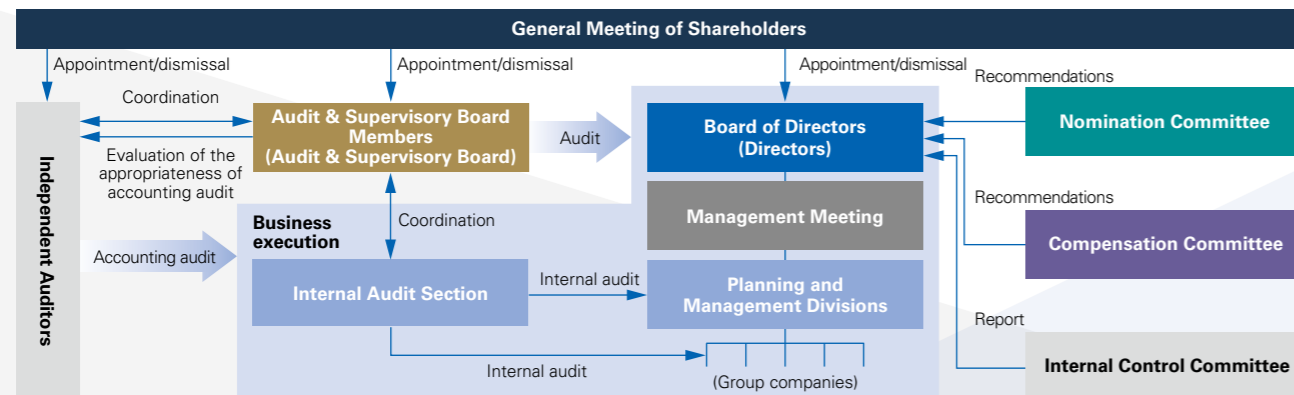 General Meeting of Shareholders
Appointment/dismissal
Appointment/dismissal
Appointment/dismissal
Recommendations
Coordination
Audit & Supervisory Board
Members
(Audit & Supervisory Board)
Audit
Board of Directors
(Directors)
Nomination Committee
Independent Auditors
Evaluation of the
appropriateness of
accounting audit
Recommendations
Business
execution
Coordination
Management Meeting
Compensation Committee
Accounting audit
Internal Audit Section
Internal audit
Planning and
Management Divisions
Report
Internal audit
(Group companies)
Internal Control Committee